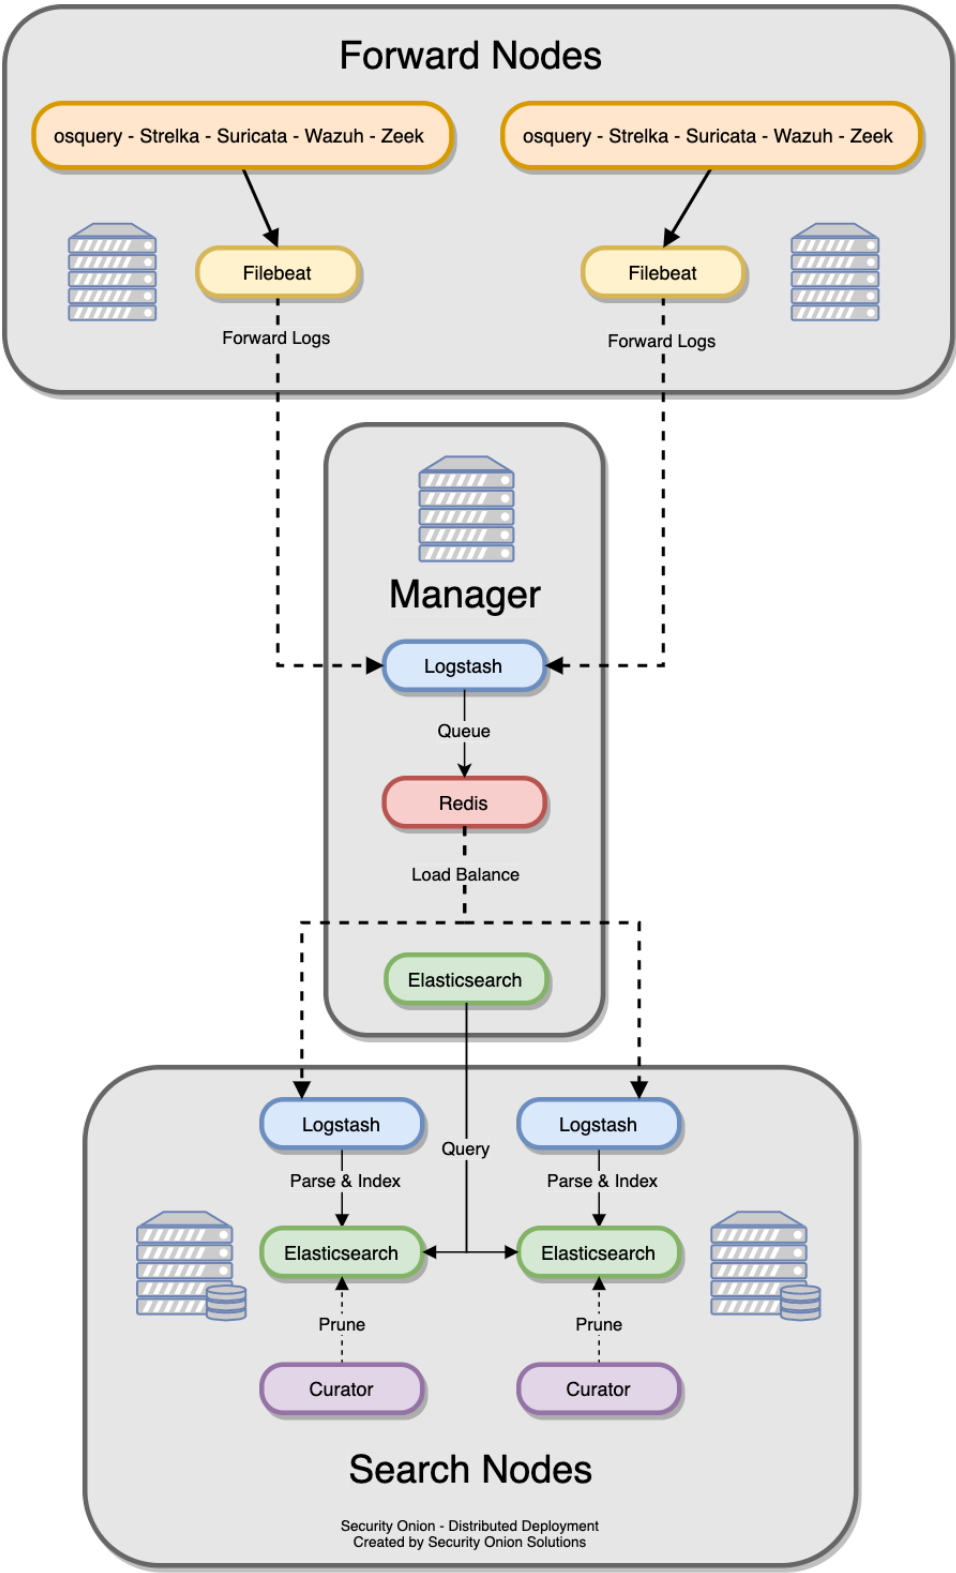 Forward Nodes
osquery - Strelka - Suricata - Wazuh - Zeek
osquery - Strelka - Suricata - Wazuh - Zeek
Filebeat
Filebeat
Forward Logs
Forward Logs
Manager
Logstash
Queue
Redis
Load Balance
Elasticsearch
Logstash
Logstash
Query
Parse & Index
Parse & Index
Elasticsearch
Elasticsearch
Prune
Prune
Curator
Curator
Search Nodes
Security Onion - Distributed Deployment
Created by Security Onion Solutions